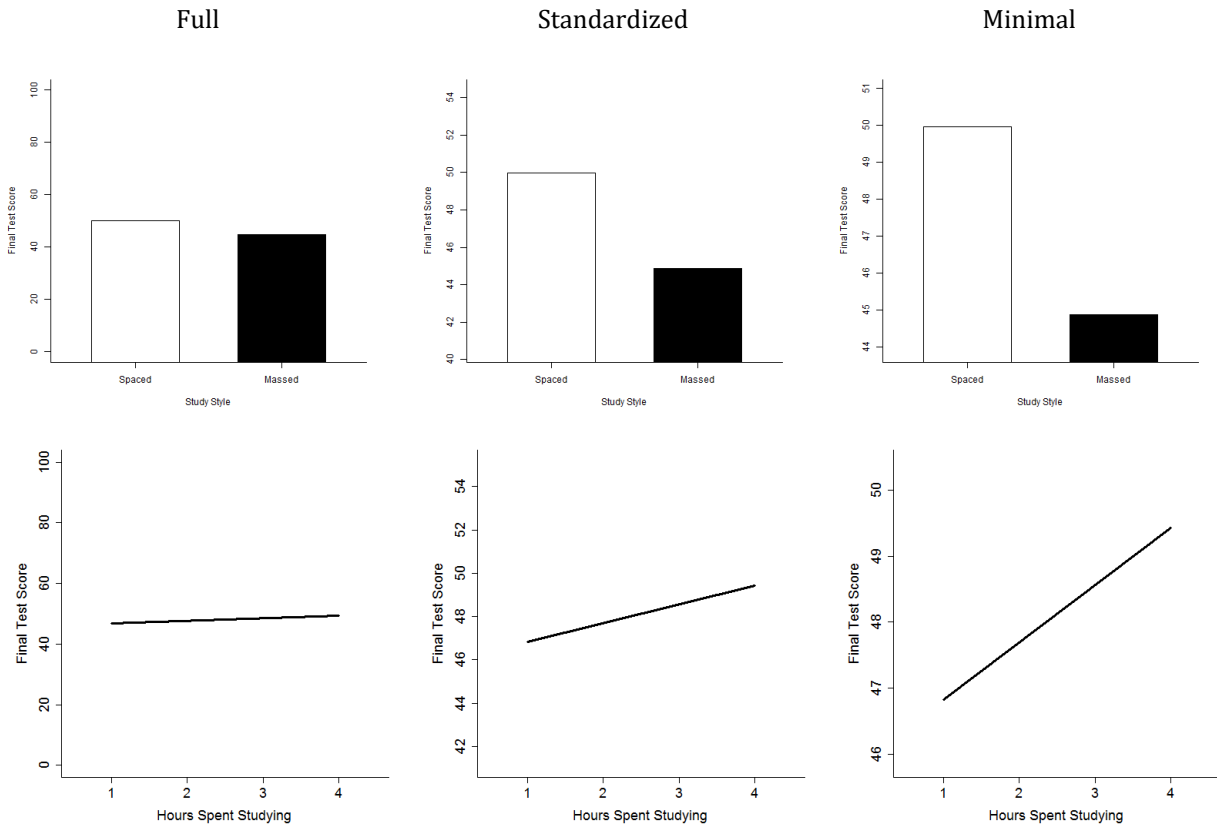 Full Standardized Minimal
100
80
60
40
20
0
Final Test Score
Spaced Massed
Study Style
54
52
50
48
46
44
42
40
Final Test Score
Spaced Massed
Study Style
51
50
49
48
47
46
45
44
Final Test Score
Spaced Massed
Study Style
100
80
60
40
20
0
Final Test Score
1 2 3 4
Hours Spent Studying
54
52
50
48
46
44
42
Final Test Score
1 2 3 4
Hours Spent Studying
50
49
48
47
46
Final Test Score
1 2 3 4
Hours Spent Studying